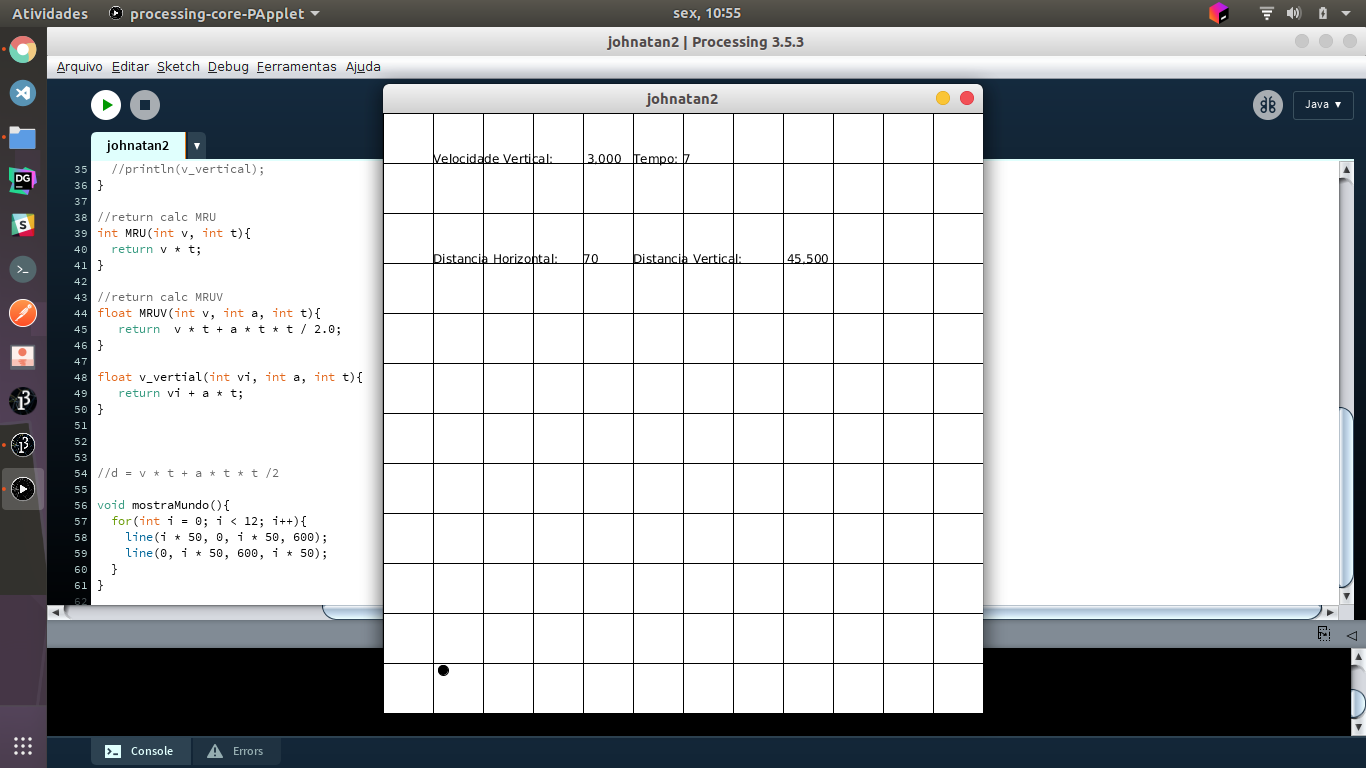 Atividades processing-core-PApplet sex, 10:55
johnatan2 | Processing 3.5.3
Arquivo Editar Sketch Debug Ferramentas Ajuda
Java
johnatan2
johnatan2
35 //println(v_vertical);
36 }
37
38 //return calc MRU
39 int MRU(int v, int t){
40 return v * t;
41 }
42
43 //return calc MRUV
44 float MRUV(int v, int a, int t){
45 return v * t + a * t * t / 2.0;
46 }
47
48 float v_vertial(int vi, int a, int t){
49 return vi + a * t;
50 }
51
52
53
54 //d = v * t + a * t * t /2
55
56 void mostraMundo(){
57 for(int i = 0; i < 12; i++){
58 line(i * 50, 0, i * 50, 600);
59 line(0, i * 50, 600, i * 50);
60 }
61 }
62
Velocidade Vertical: 3,000 Tempo: 7
Distancia Horizontal: 70 Distancia Vertical: 45,500
DG
S
Console Errors